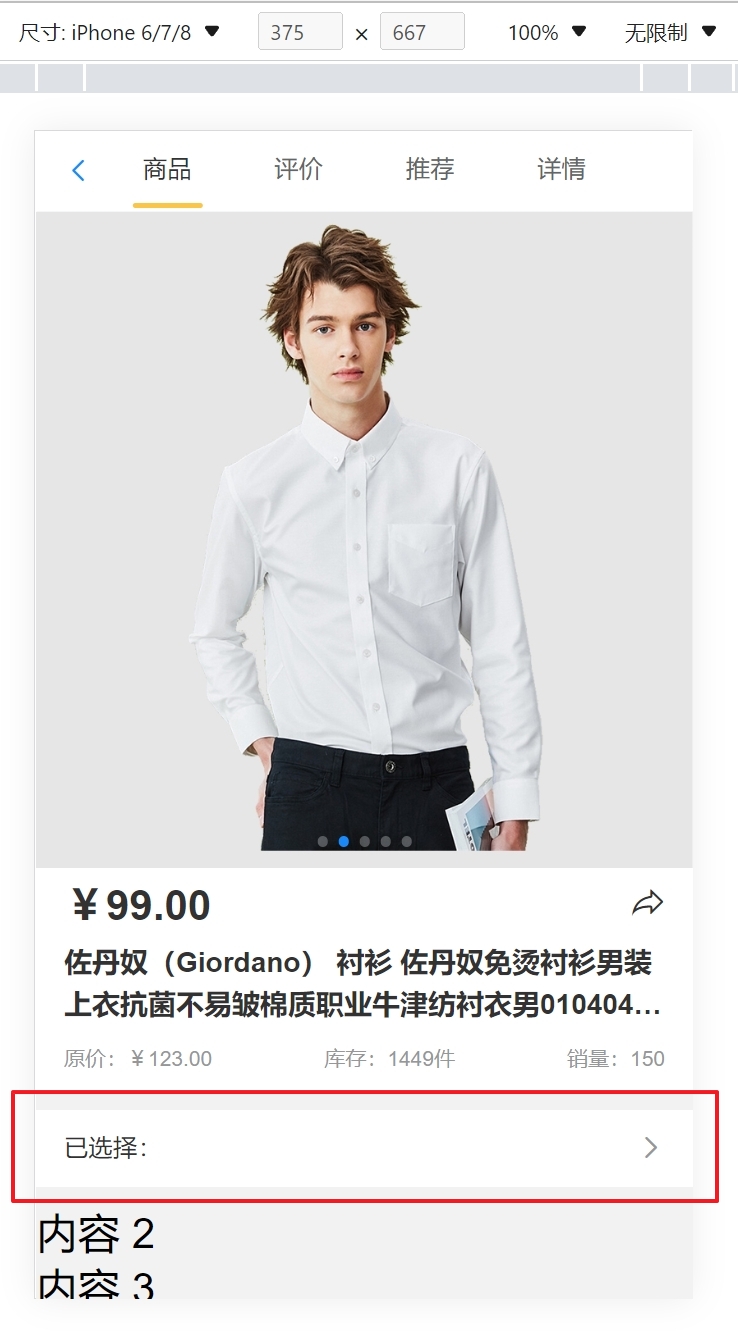 尺寸: iPhone 6/7/8 375 × 667 100% 无限制
商品 评价 推荐 详情
￥99.00
佐丹奴（Giordano） 衬衫 佐丹奴免烫衬衫男装
上衣抗菌不易皱棉质职业牛津纺衬衣男010404...
原价：￥123.00 库存：1449件 销量：150
已选择：
内容 2
内容 3